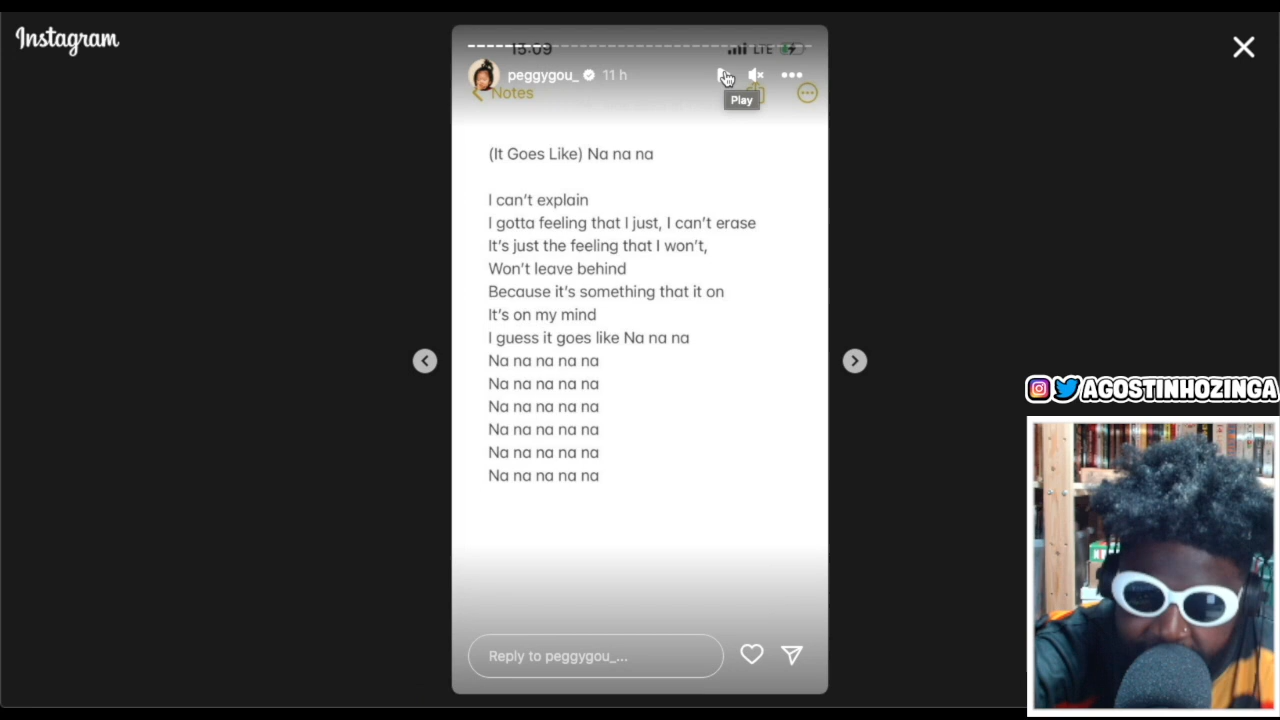 Instagram
13:09 LTE
peggygou_ 11 h
Notes
Play
(It Goes Like) Na na na
I can't explain
I gotta feeling that I just, I can't erase
It's just the feeling that I won't,
Won't leave behind
Because it's something that it on
It's on my mind
I guess it goes like Na na na
Na na na na na
Na na na na na
Na na na na na
Na na na na na
Na na na na na
Na na na na na
Reply to peggygou_...
AGOSTINHOZINGA